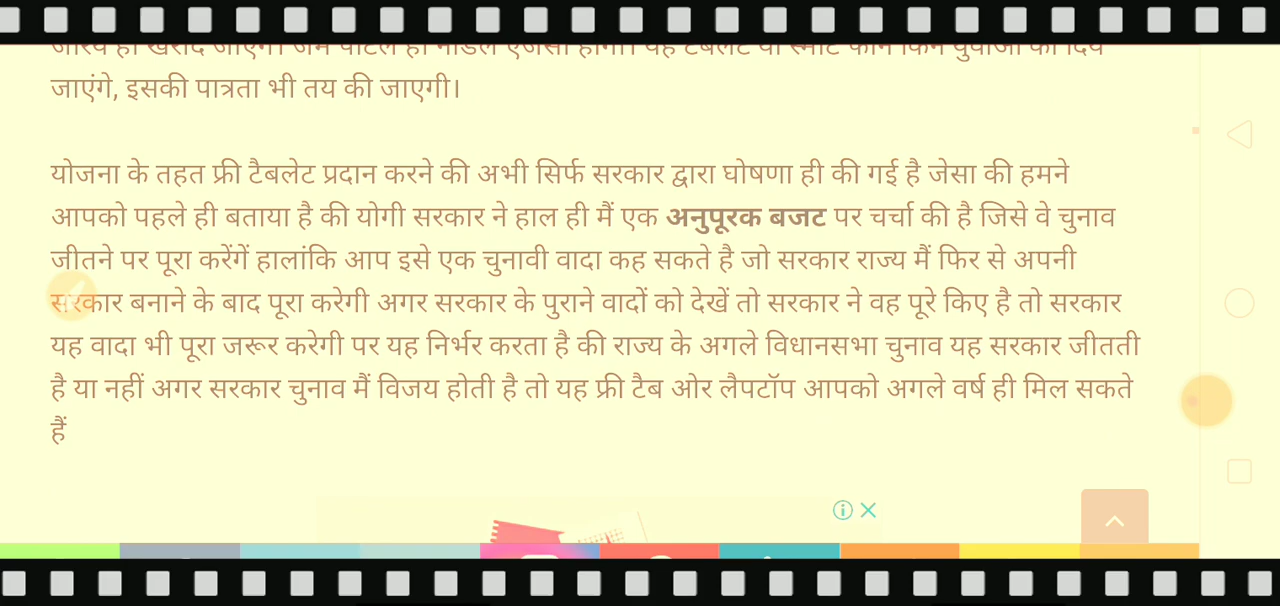 जाएंगे, इसकी पात्रता भी तय की जाएगी।
योजना के तहत फ्री टैबलेट प्रदान करने की अभी सिर्फ सरकार द्वारा घोषणा ही की गई है जेसा की हमने
आपको पहले ही बताया है की योगी सरकार ने हाल ही मैं एक अनुपूरक बजट पर चर्चा की है जिसे वे चुनाव
जीतने पर पूरा करेंगें हालांकि आप इसे एक चुनावी वादा कह सकते है जो सरकार राज्य मैं फिर से अपनी
सरकार बनाने के बाद पूरा करेगी अगर सरकार के पुराने वादों को देखें तो सरकार ने वह पूरे किए है तो सरकार
यह वादा भी पूरा जरूर करेगी पर यह निर्भर करता है की राज्य के अगले विधानसभा चुनाव यह सरकार जीतती
है या नहीं अगर सरकार चुनाव मैं विजय होती है तो यह फ्री टैब ओर लैपटॉप आपको अगले वर्ष ही मिल सकते
हैं